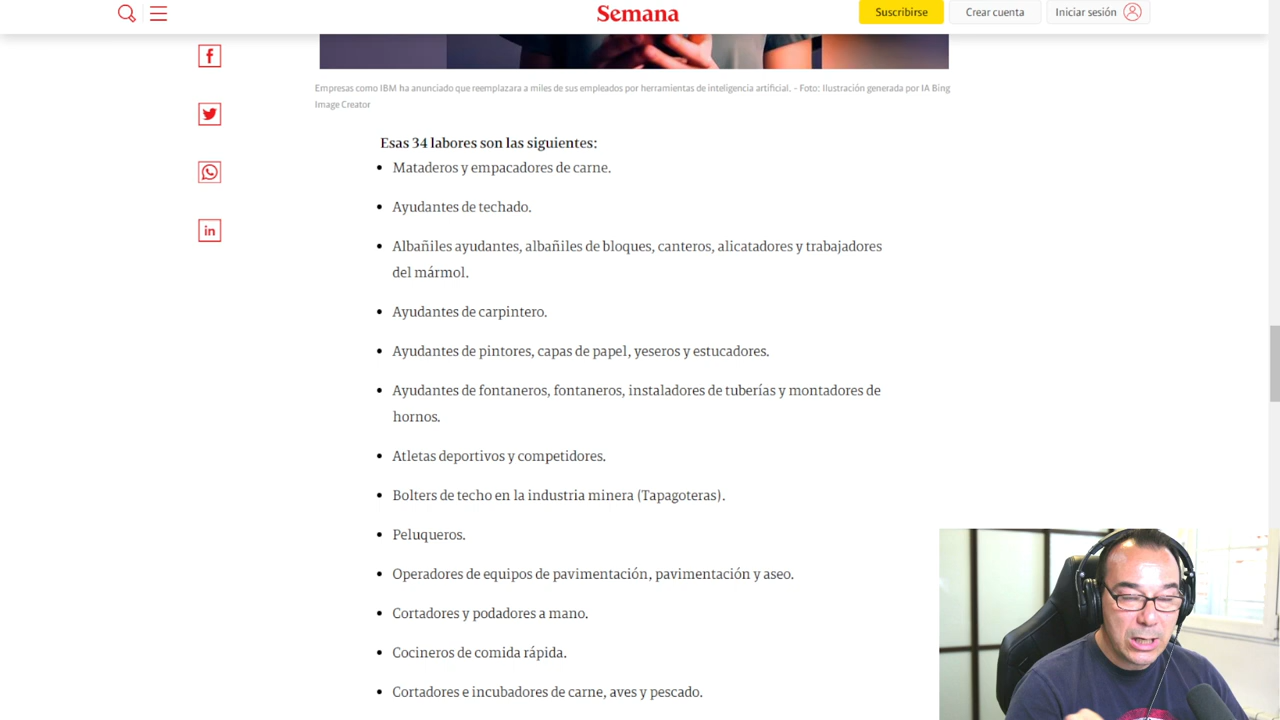 Semana
Suscribirse
Crear cuenta
Iniciar sesión
Empresas como IBM ha anunciado que reemplazara a miles de sus empleados por herramientas de inteligencia artificial. - Foto: Ilustración generada por IA Bing
Image Creator
Esas 34 labores son las siguientes:
• Mataderos y empacadores de carne.
• Ayudantes de techado.
• Albañiles ayudantes, albañiles de bloques, canteros, alicatadores y trabajadores
del mármol.
• Ayudantes de carpintero.
• Ayudantes de pintores, capas de papel, yeseros y estucadores.
• Ayudantes de fontaneros, fontaneros, instaladores de tuberías y montadores de
hornos.
• Atletas deportivos y competidores.
• Bolters de techo en la industria minera (Tapagoteras).
• Peluqueros.
• Operadores de equipos de pavimentación, pavimentación y aseo.
• Cortadores y podadores a mano.
• Cocineros de comida rápida.
• Cortadores e incubadores de carne, aves y pescado.